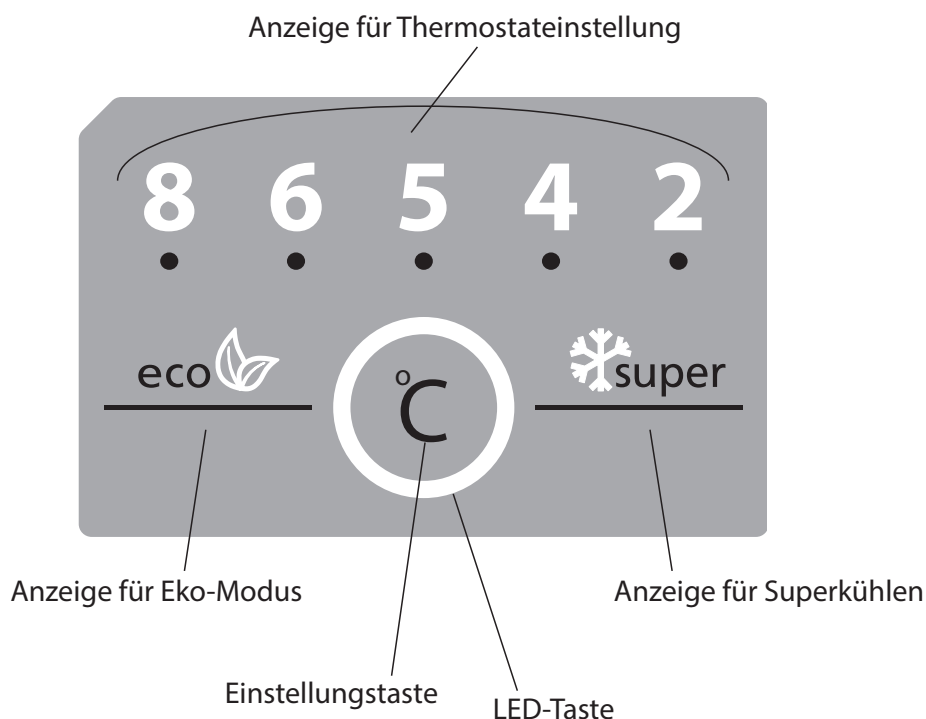 Anzeige für Thermostateinstellung
8 6 5 4 2
eco °C super
Anzeige für Eko-Modus Anzeige für Superkühlen
Einstellungstaste
LED-Taste